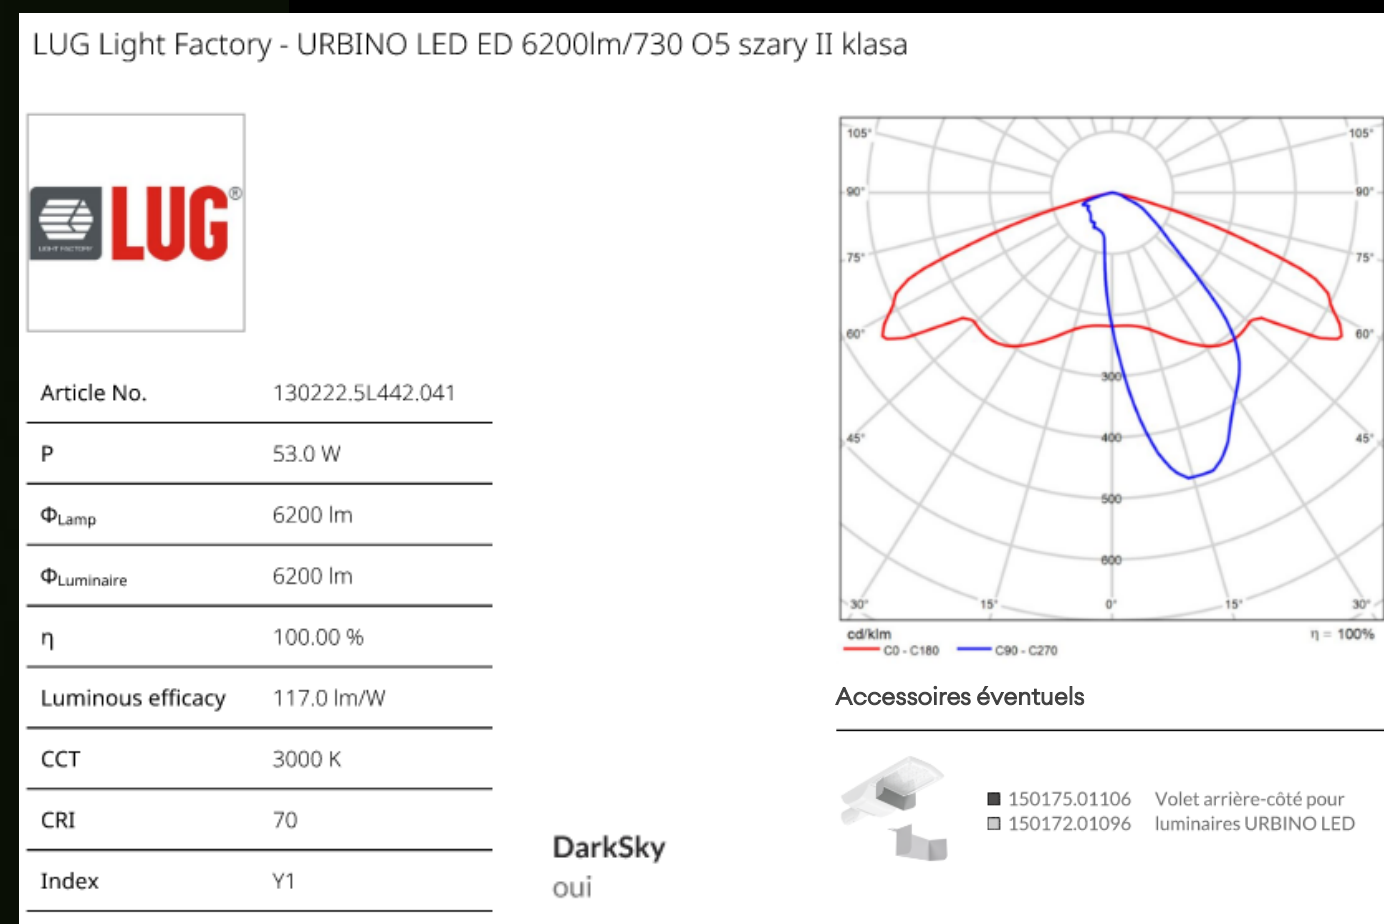 LUG Light Factory - URBINO LED ED 6200lm/730 O5 szary II klasa
LIGHT FACTORY
LUG®
Article No. 130222.5L442.041
P 53.0 W
ΦLamp 6200 lm
ΦLuminaire 6200 lm
η 100.00 %
Luminous efficacy 117.0 lm/W
CCT 3000 K
CRI 70
Index Y1
DarkSky
oui
105° 105°
90° 90°
75° 75°
60° 60°
300
400
45° 45°
500
600
30° 15° 0° 15° 30°
cd/klm η = 100%
C0 - C180 C90 - C270
Accessoires éventuels
150175.01106 Volet arrière-côté pour
150172.01096 luminaires URBINO LED